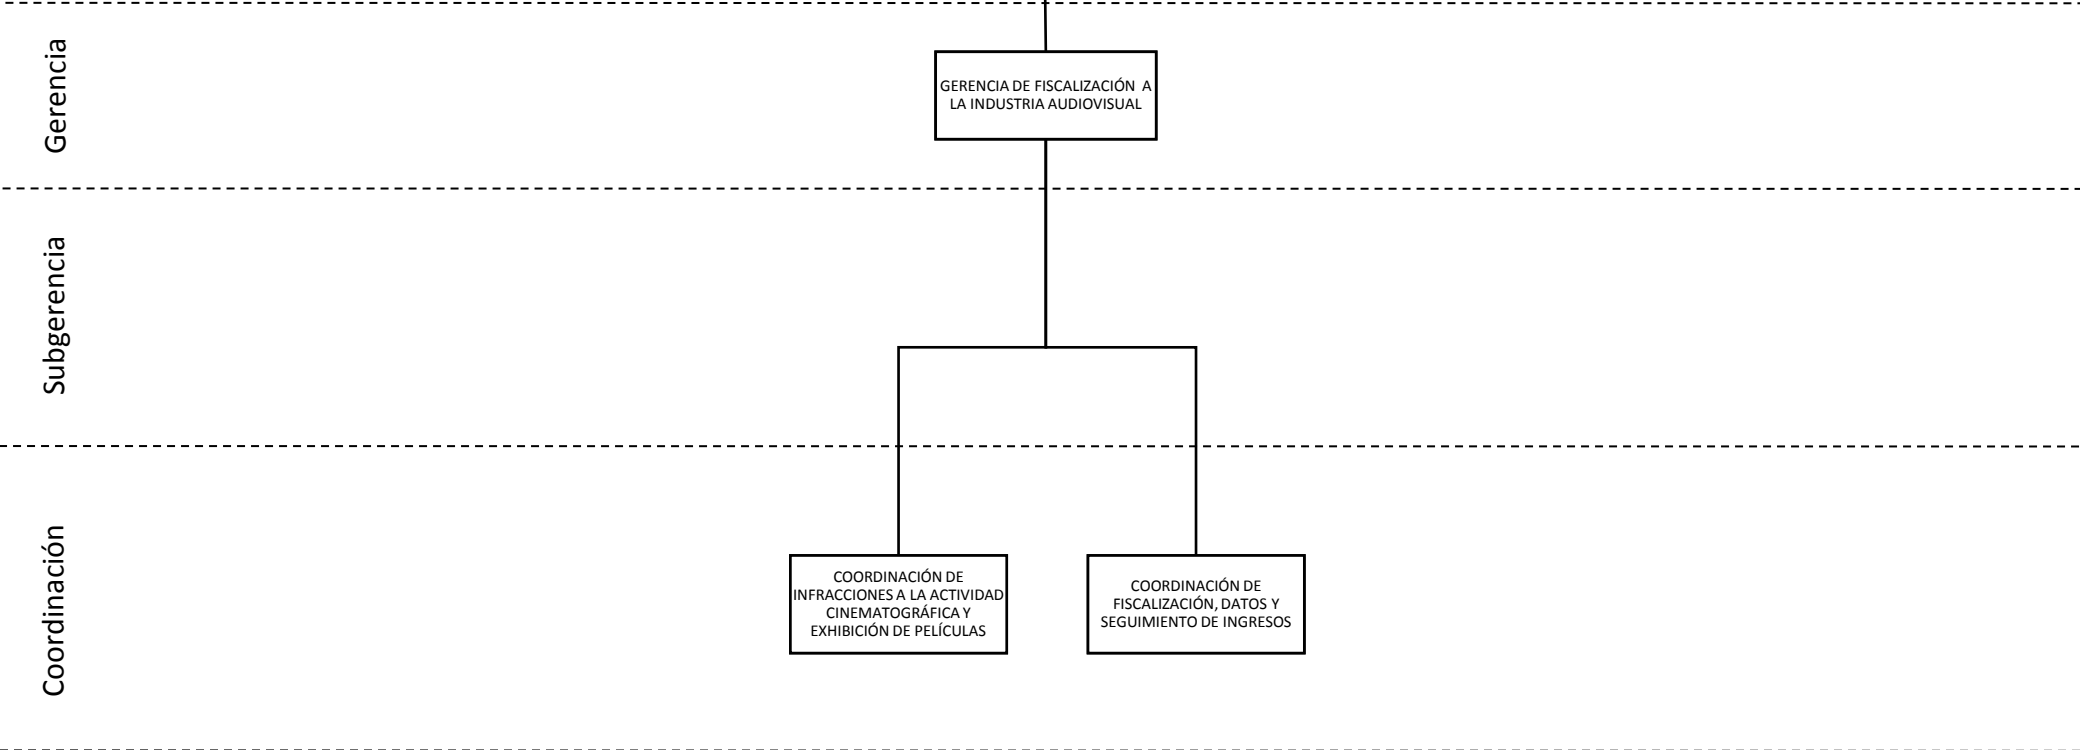 Gerencia
GERENCIA DE FISCALIZACIÓN A
LA INDUSTRIA AUDIOVISUAL
Subgerencia
Coordinación
COORDINACIÓN DE
INFRACCIONES A LA ACTIVIDAD
CINEMATOGRÁFICA Y
EXHIBICIÓN DE PELÍCULAS
COORDINACIÓN DE
FISCALIZACIÓN, DATOS Y
SEGUIMIENTO DE INGRESOS